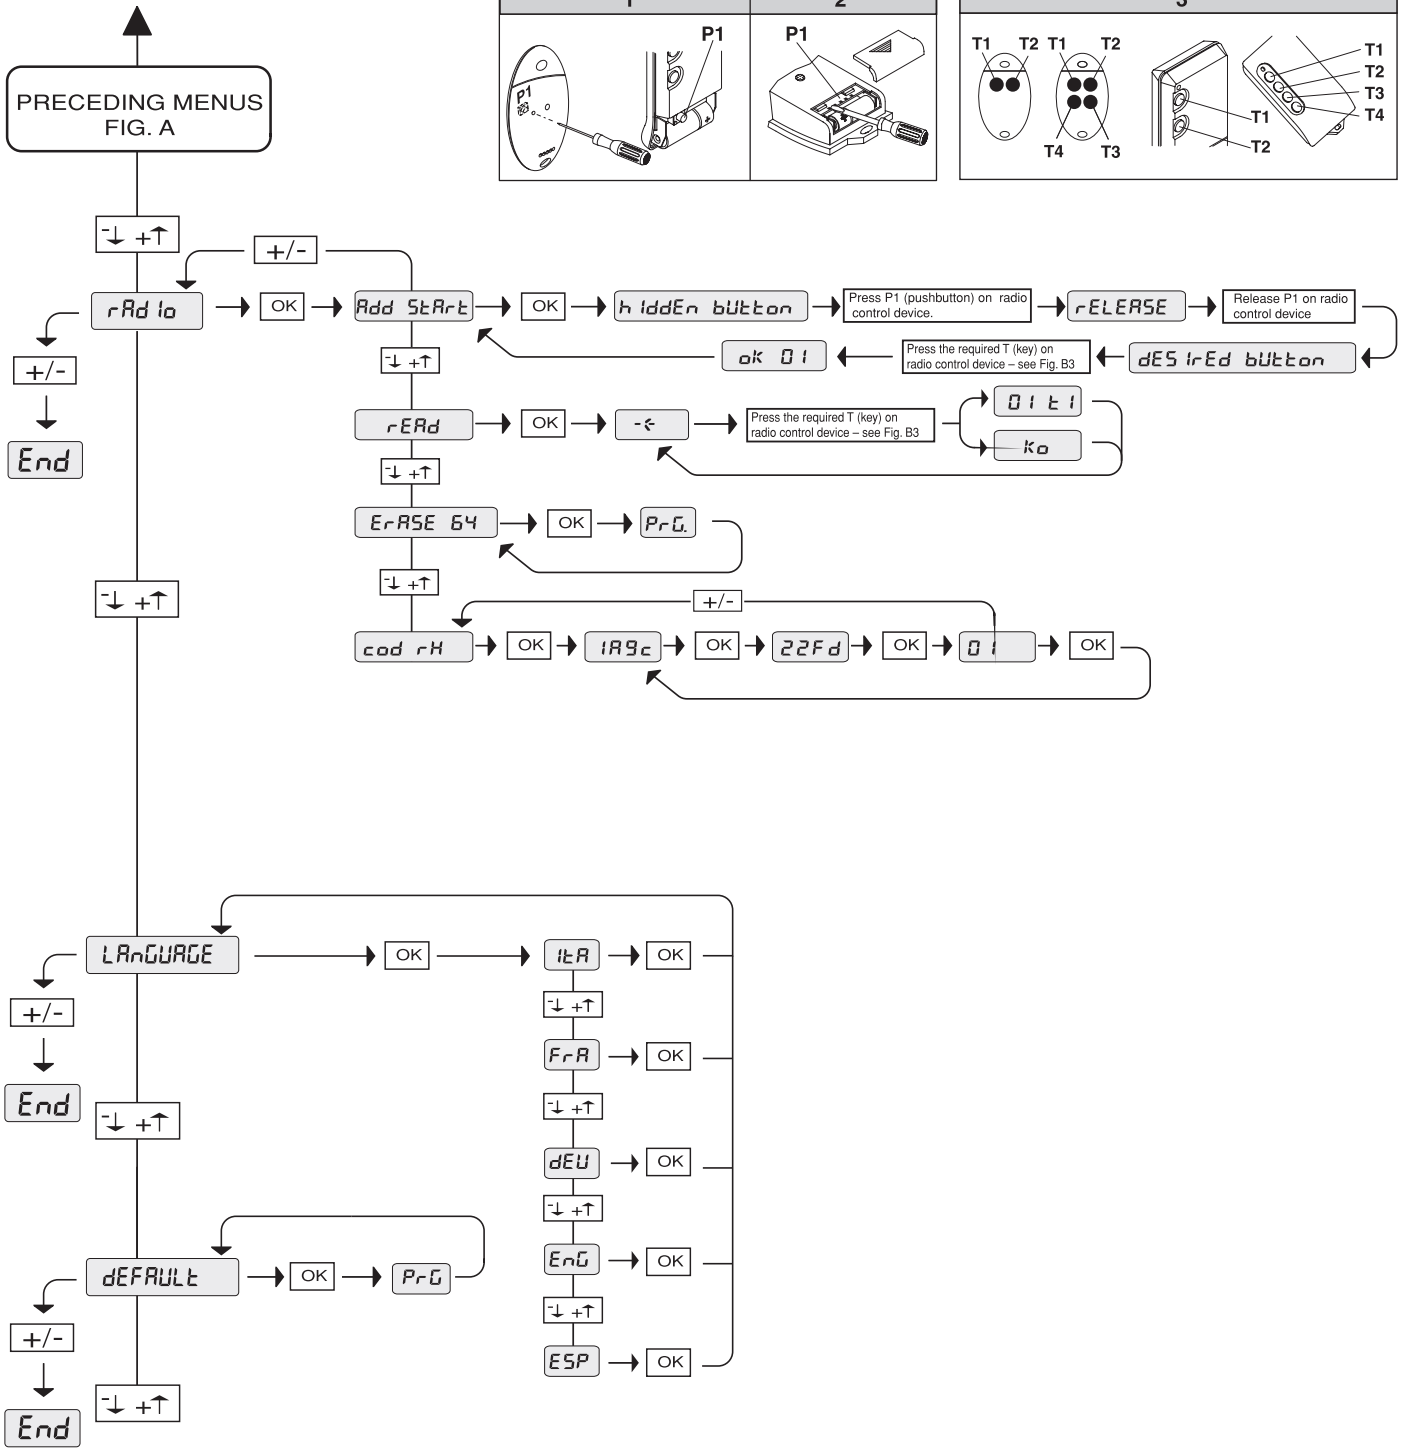 1
2
3
P1
P1
P1
T1
T2
T4
T3
T1
T2
T1
T2
T1
T2
T3
T4
PRECEDING MENUS
FIG. A
-↓ +↑
+/-
rAdIo
OK
Add StArt
OK
hIddEn bUtton
Press P1 (pushbutton) on radio
control device.
rELEASE
Release P1 on radio
control device
dESIrEd bUtton
Press the required T (key) on
radio control device – see Fig. B3
oK 01
+/-
End
-↓ +↑
rEAd
OK
-<-
Press the required T (key) on
radio control device – see Fig. B3
01 t1
Ko
-↓ +↑
ErASE 64
OK
PrG.
-↓ +↑
-↓ +↑
+/-
cod rH
OK
1A9c
OK
22Fd
OK
01
OK
LAnGUAGE
OK
ItA
OK
+/-
-↓ +↑
End
FrA
OK
-↓ +↑
-↓ +↑
dEU
OK
-↓ +↑
dEFAULt
OK
PrG
EnG
OK
+/-
-↓ +↑
End
ESP
OK
-↓ +↑